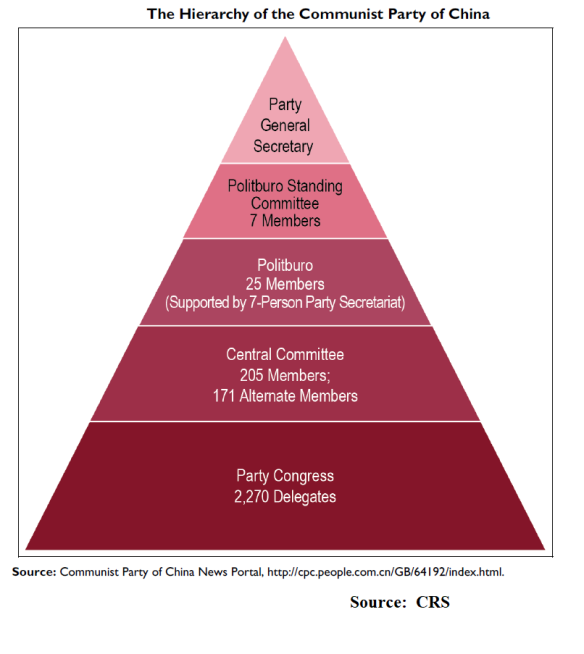 The Hierarchy of the Communist Party of China
Party
General
Secretary
Politburo Standing
Committee
7 Members
Politburo
25 Members
(Supported by 7-Person Party Secretariat)
Central Committee
205 Members;
171 Alternate Members
Party Congress
2,270 Delegates
Source: Communist Party of China News Portal, http://cpc.people.com.cn/GB/64192/index.html.
Source: CRS